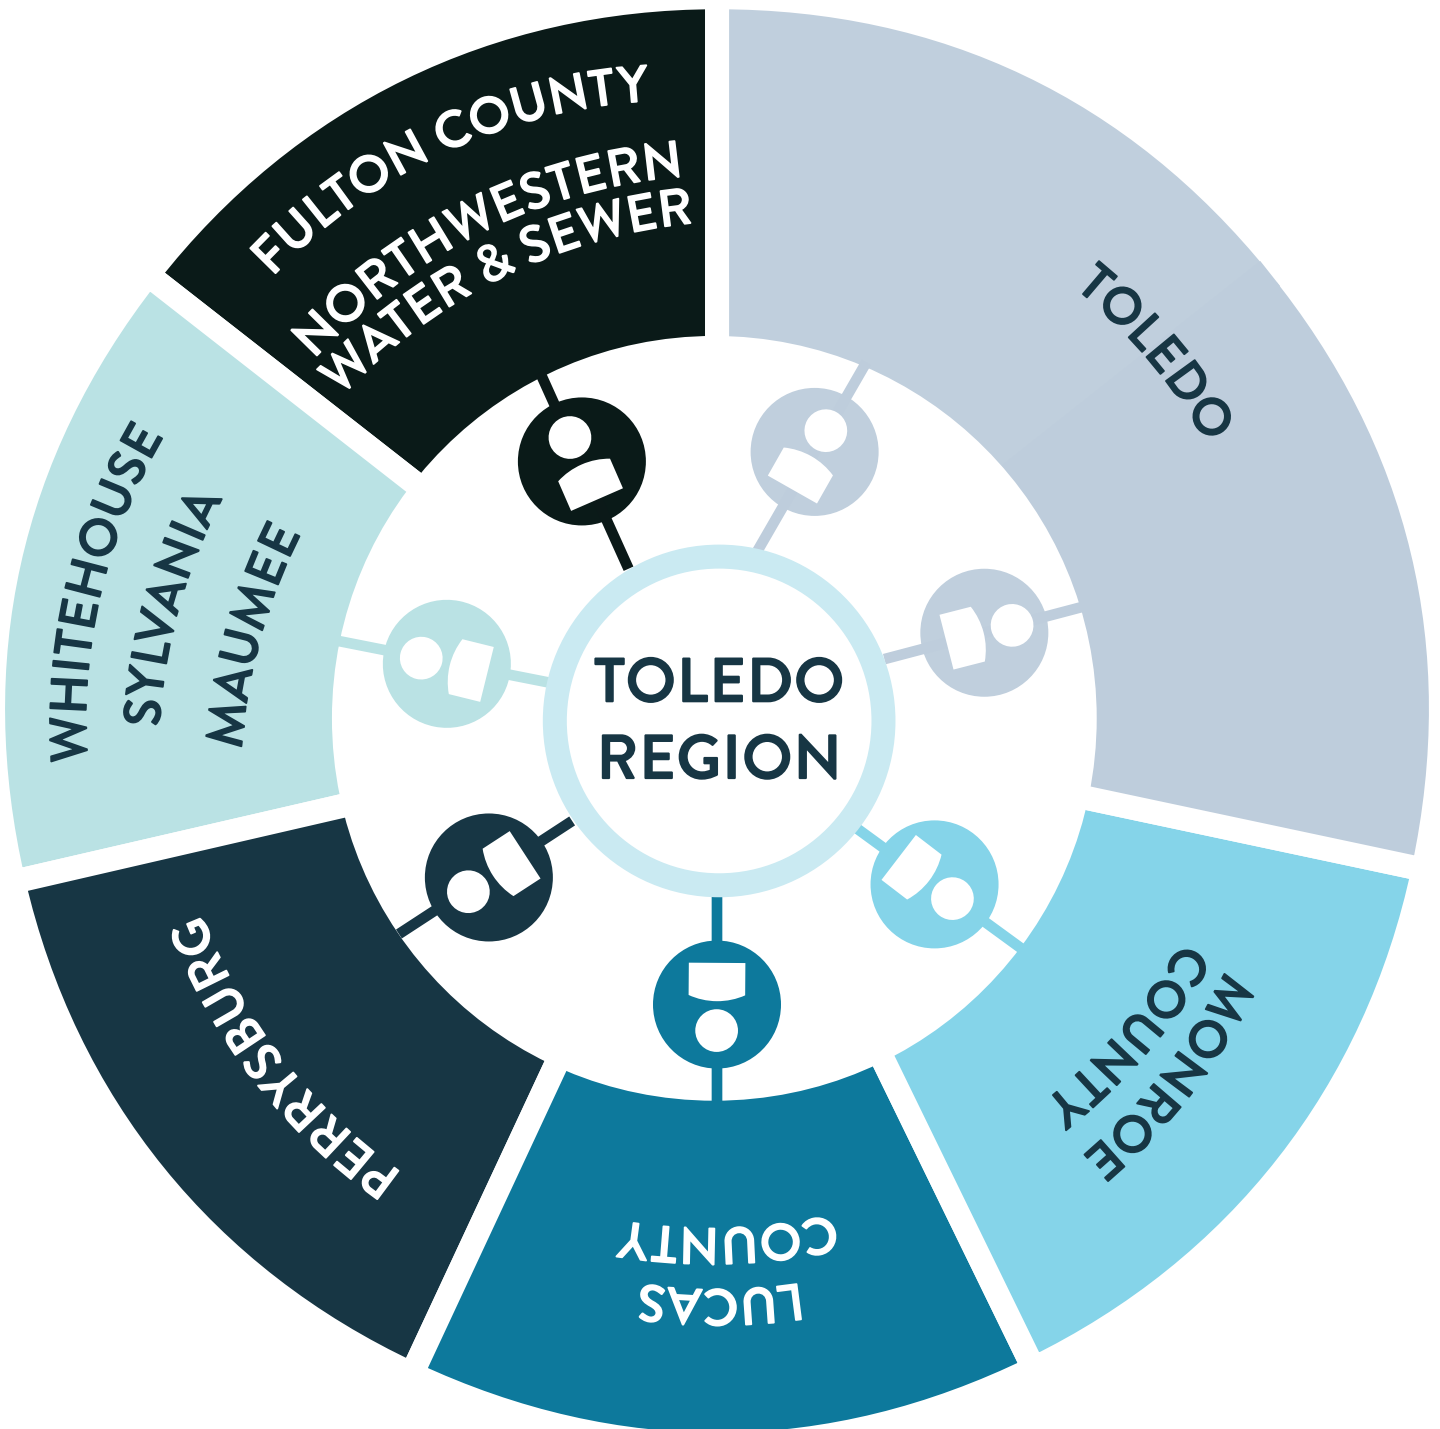 FULTON COUNTY
NORTHWESTERN
WATER & SEWER
TOLEDO
WHITEHOUSE
SYLVANIA
MAUMEE
TOLEDO
REGION
PERRYSBURG
MONROE
COUNTY
LUCAS
COUNTY